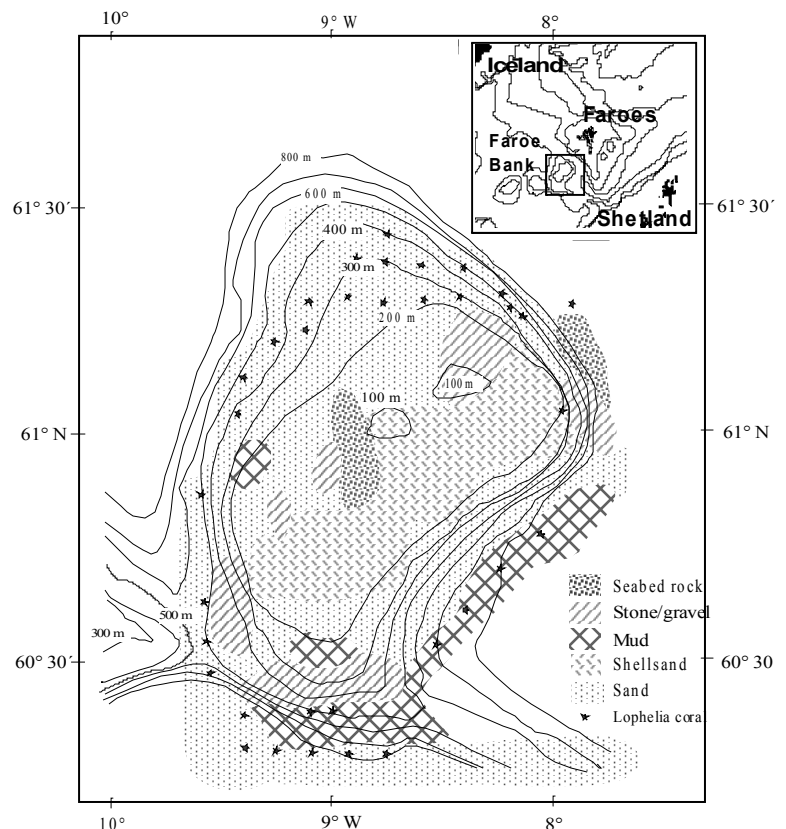 10°
9° W
8°
Iceland
Faroes
Faroe
Bank
Shetland
800 m
600 m
61° 30´
61° 30´
400 m
300 m
200 m
100 m
100 m
61° N
61° N
500 m
300 m
60° 30´
60° 30
Seabed rock
Stone/gravel
Mud
Shellsand
Sand
Lophelia coral
10°
9° W
8°